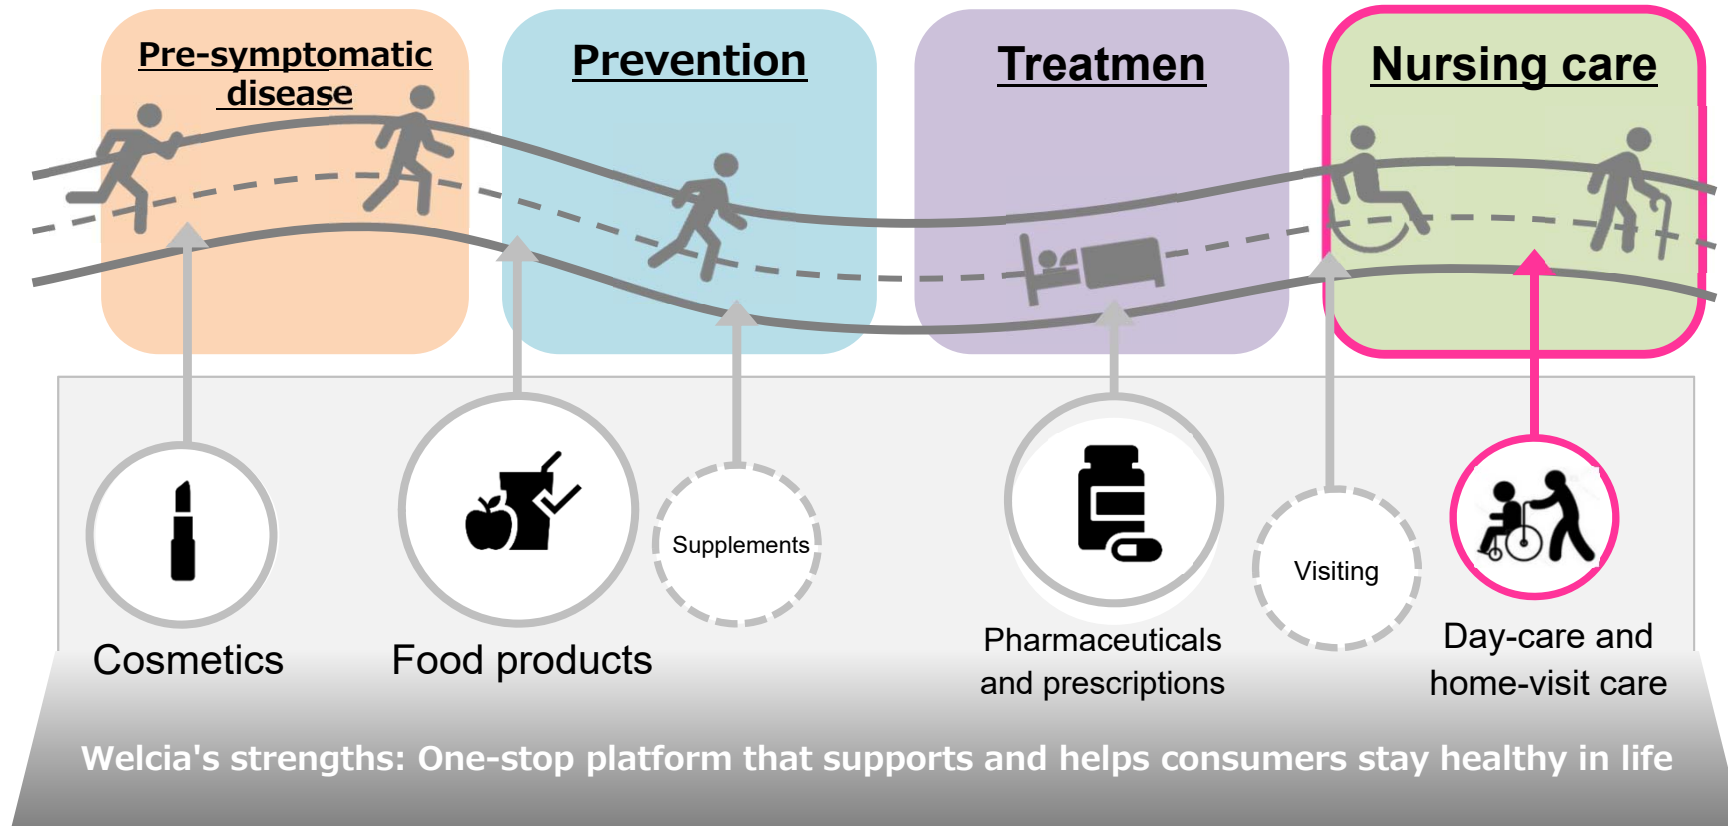 Pre-symptomatic
disease
Prevention
Treatmen
Nursing care
Supplements
Visiting
Cosmetics
Food products
Pharmaceuticals
and prescriptions
Day-care and
home-visit care
Welcia's strengths: One-stop platform that supports and helps consumers stay healthy in life